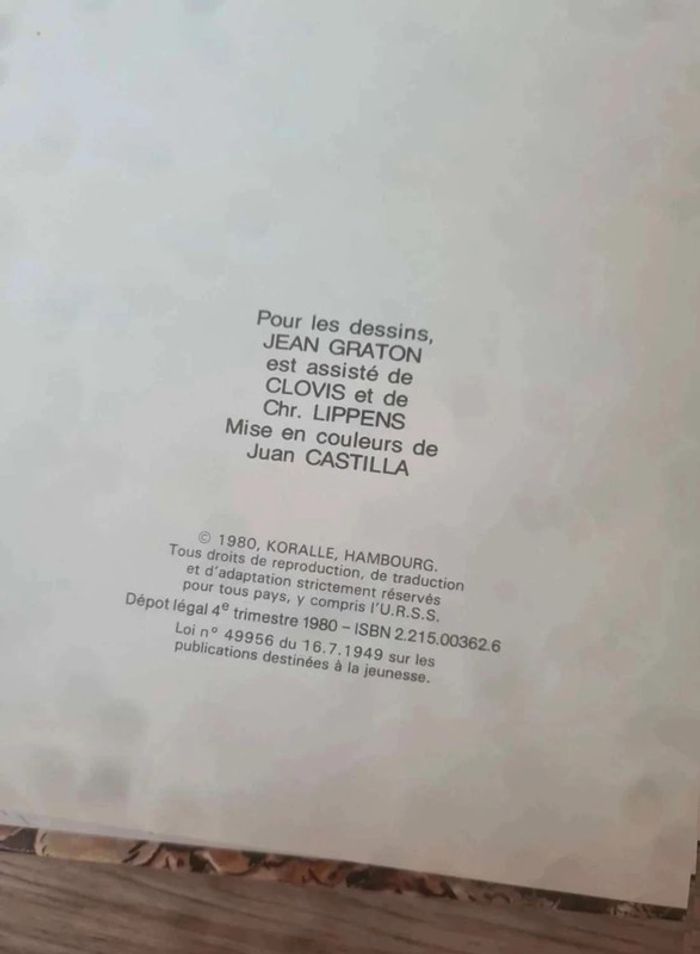 Pour les dessins,
JEAN GRATON
est assisté de
CLOVIS et de
Chr. LIPPENS
Mise en couleurs de
Juan CASTILLA
© 1980, KORALLE, HAMBOURG.
Tous droits de reproduction, de traduction
et d'adaptation strictement réservés
pour tous pays, y compris l'U.R.S.S.
Dépot légal 4e trimestre 1980 – ISBN 2.215.00362.6
Loi n° 49956 du 16.7.1949 sur les
publications destinées à la jeunesse.